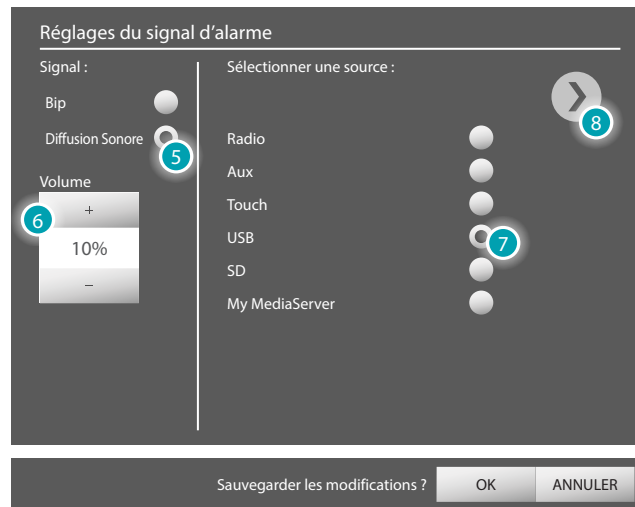 Réglages du signal d'alarme
Signal :
Bip
Diffusion Sonore
5
Volume
6
+
10%
–
Sélectionner une source :
8
Radio
Aux
Touch
USB
7
SD
My MediaServer
Sauvegarder les modifications ?
OK
ANNULER